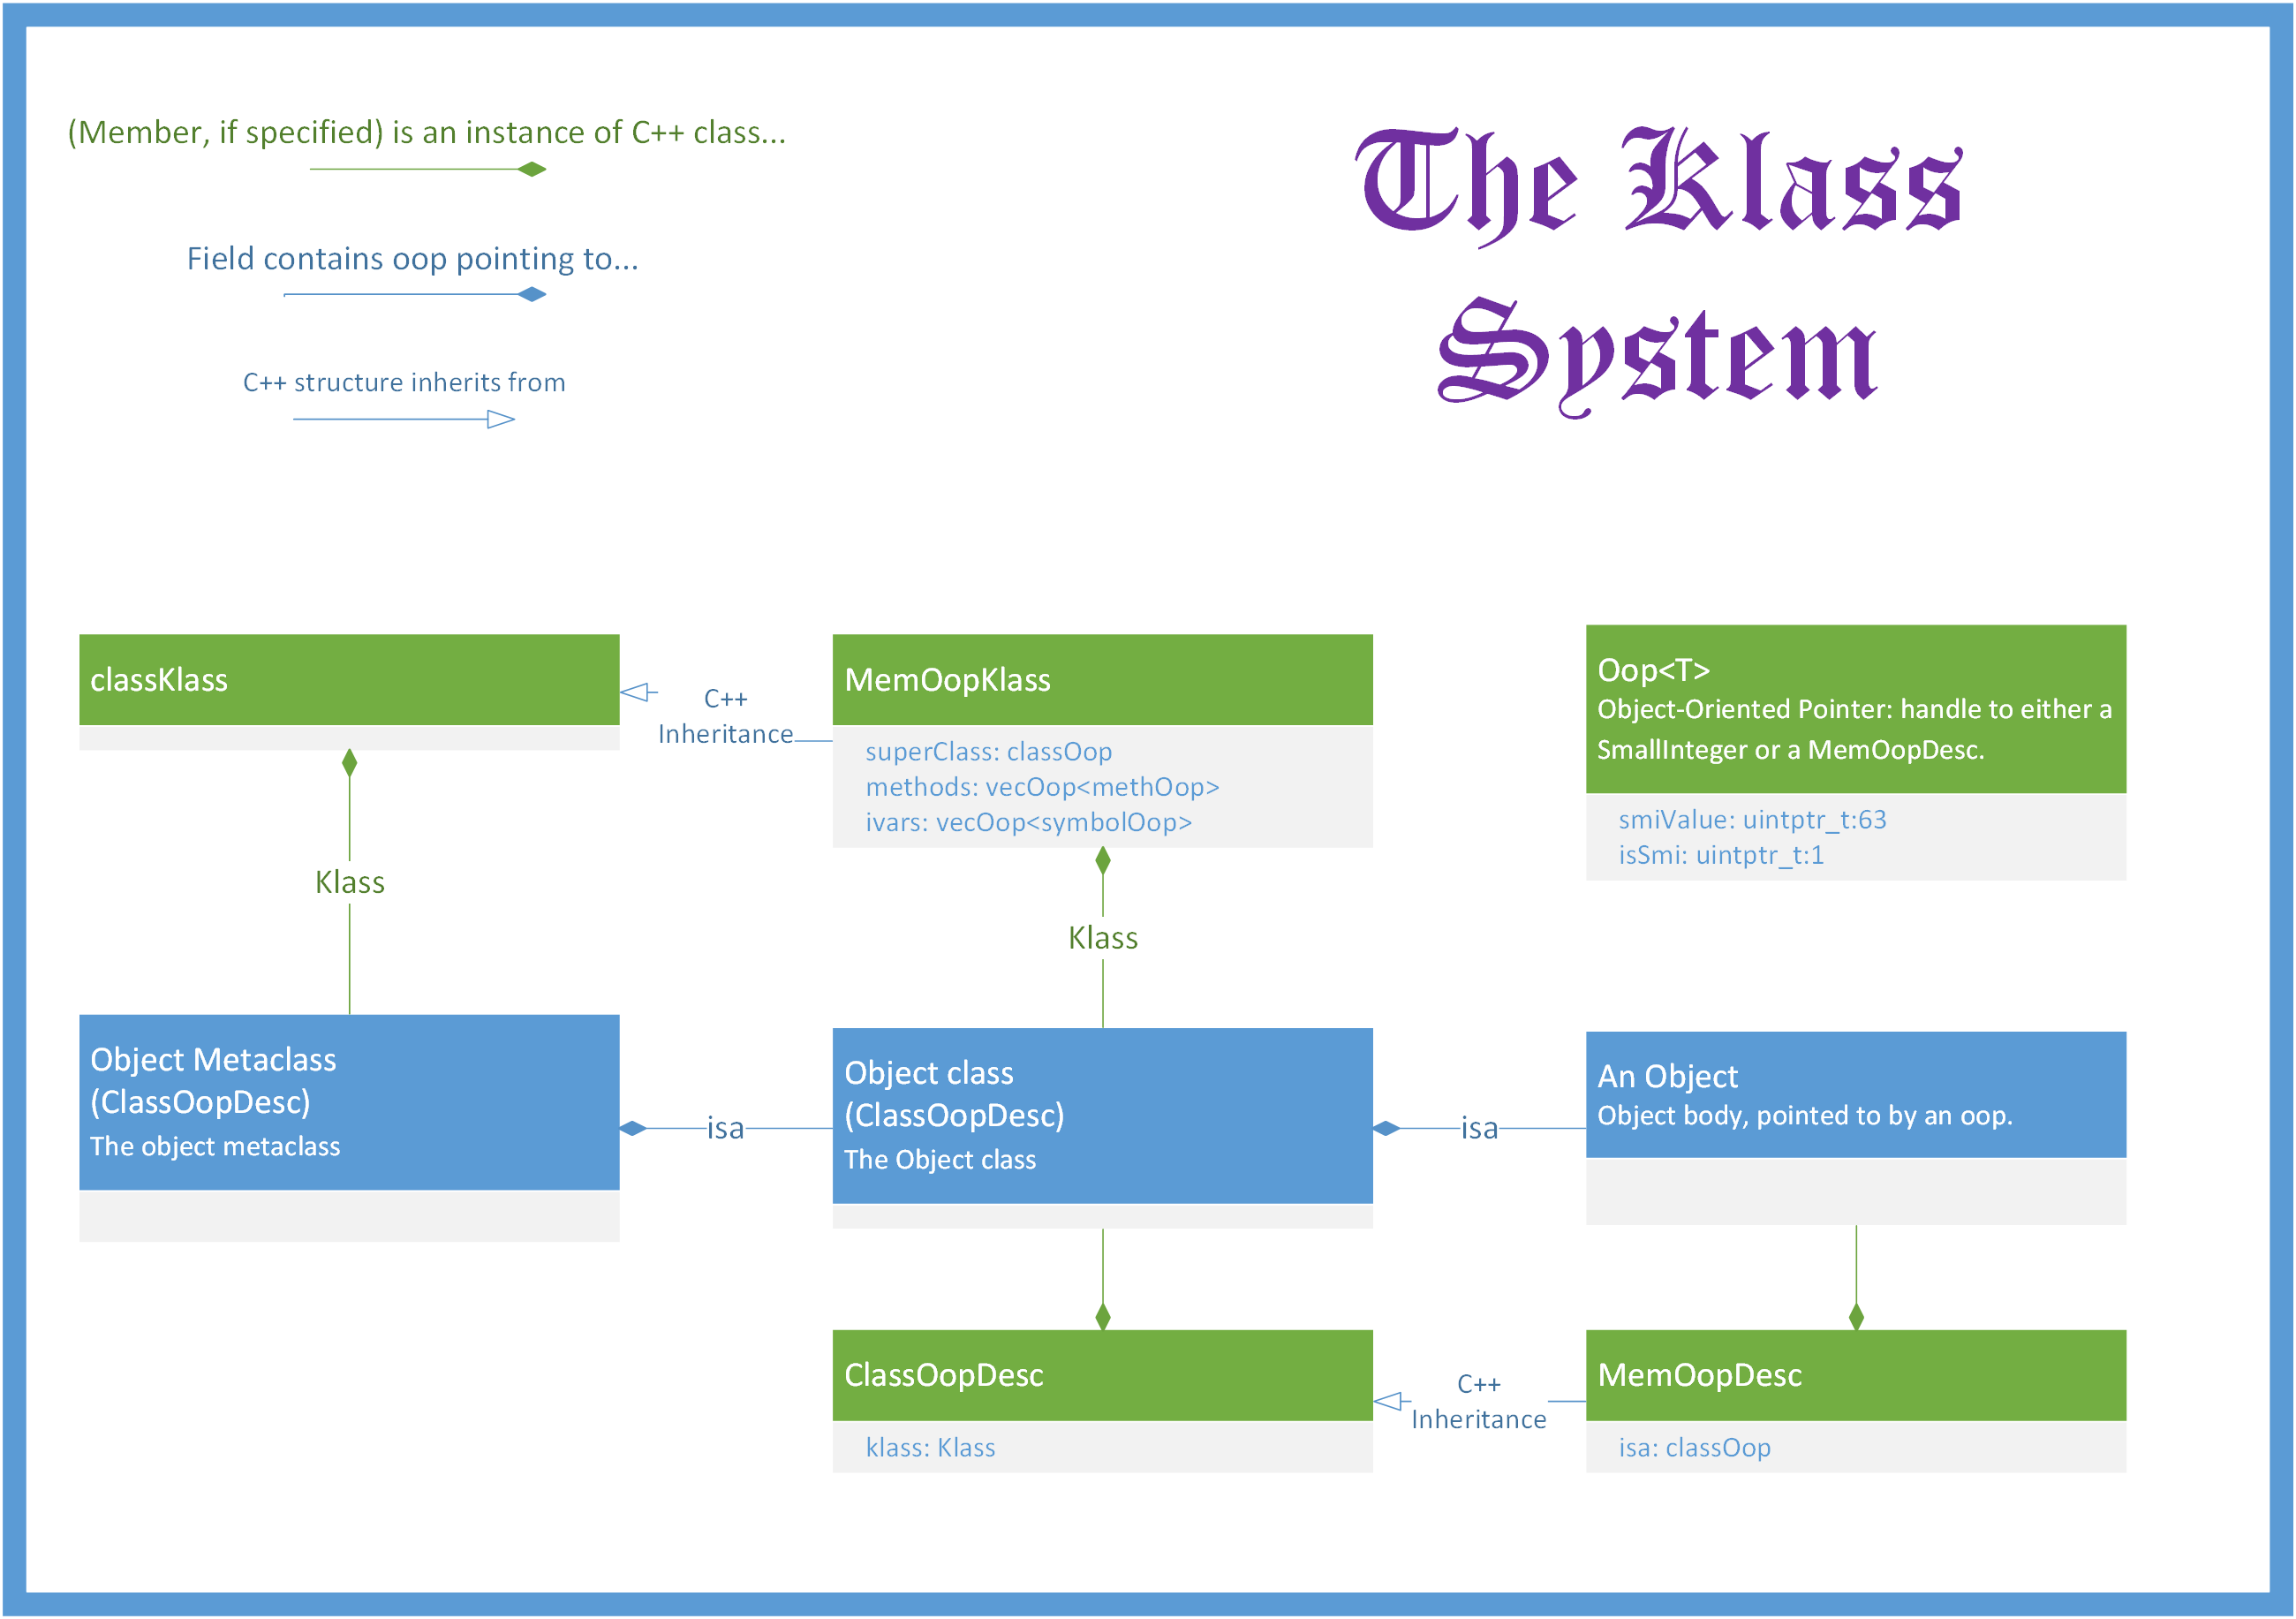 (Member, if specified) is an instance of C++ class...
Field contains oop pointing to...
C++ structure inherits from
The Klass
System
classKlass
C++
Inheritance
MemOopKlass
superClass: classOop
methods: vecOop<methOop>
ivars: vecOop<symbolOop>
Oop<T>
Object-Oriented Pointer: handle to either a
SmallInteger or a MemOopDesc.
smiValue: uintptr_t:63
isSmi: uintptr_t:1
Klass
Klass
Object Metaclass
(ClassOopDesc)
The object metaclass
isa
Object class
(ClassOopDesc)
The Object class
isa
An Object
Object body, pointed to by an oop.
ClassOopDesc
klass: Klass
C++
Inheritance
MemOopDesc
isa: classOop